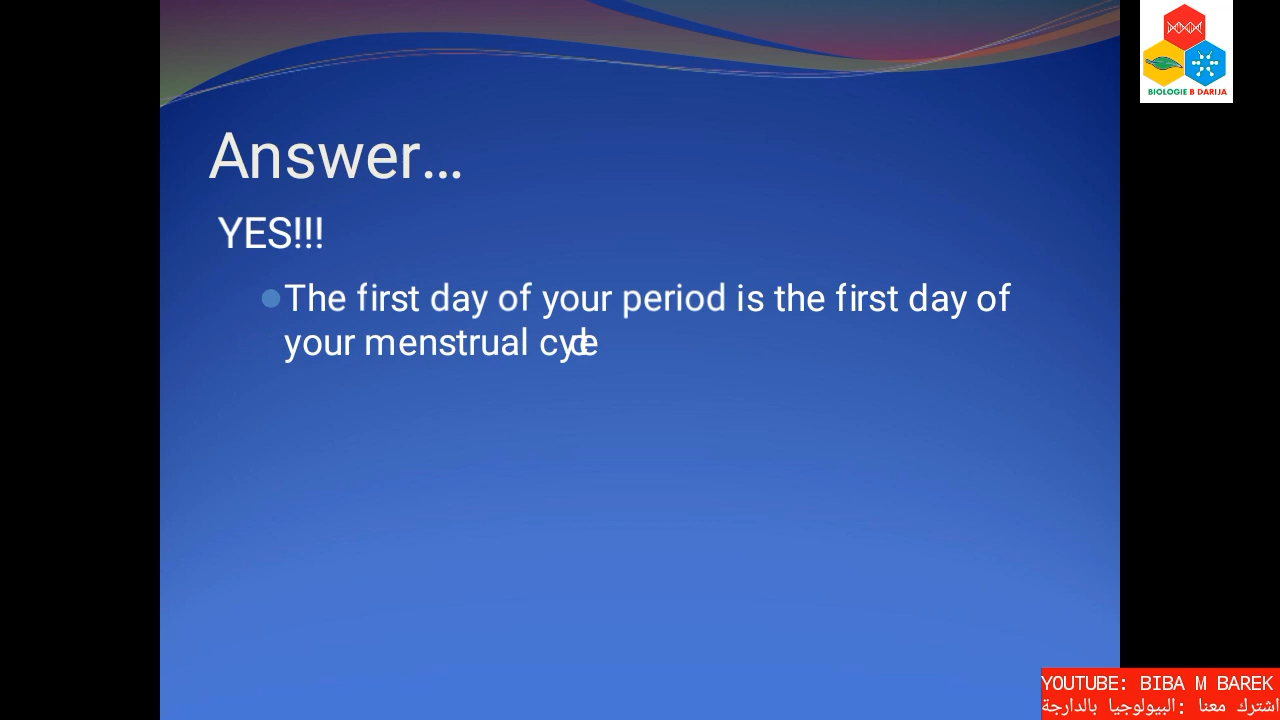 BIOLOGIE B DARIJA
Answer…
YES!!!
The first day of your period is the first day of
your menstrual cycle
YOUTUBE: BIBA M BAREK
اشترك معنا :البيولوجيا بالدارجة